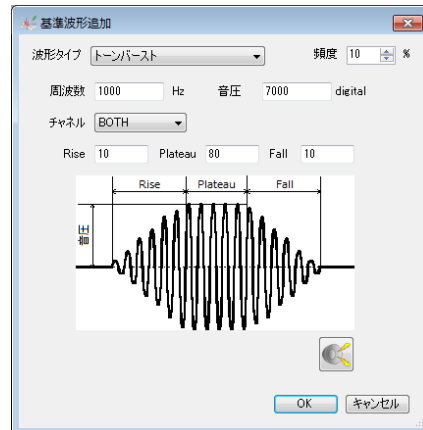 基準波形追加
波形タイプ トーンバースト 頻度 10 %
周波数 1000 Hz 音圧 7000 digital
チャネル BOTH
Rise 10 Plateau 80 Fall 10
Rise Plateau Fall
音圧
OK キャンセル